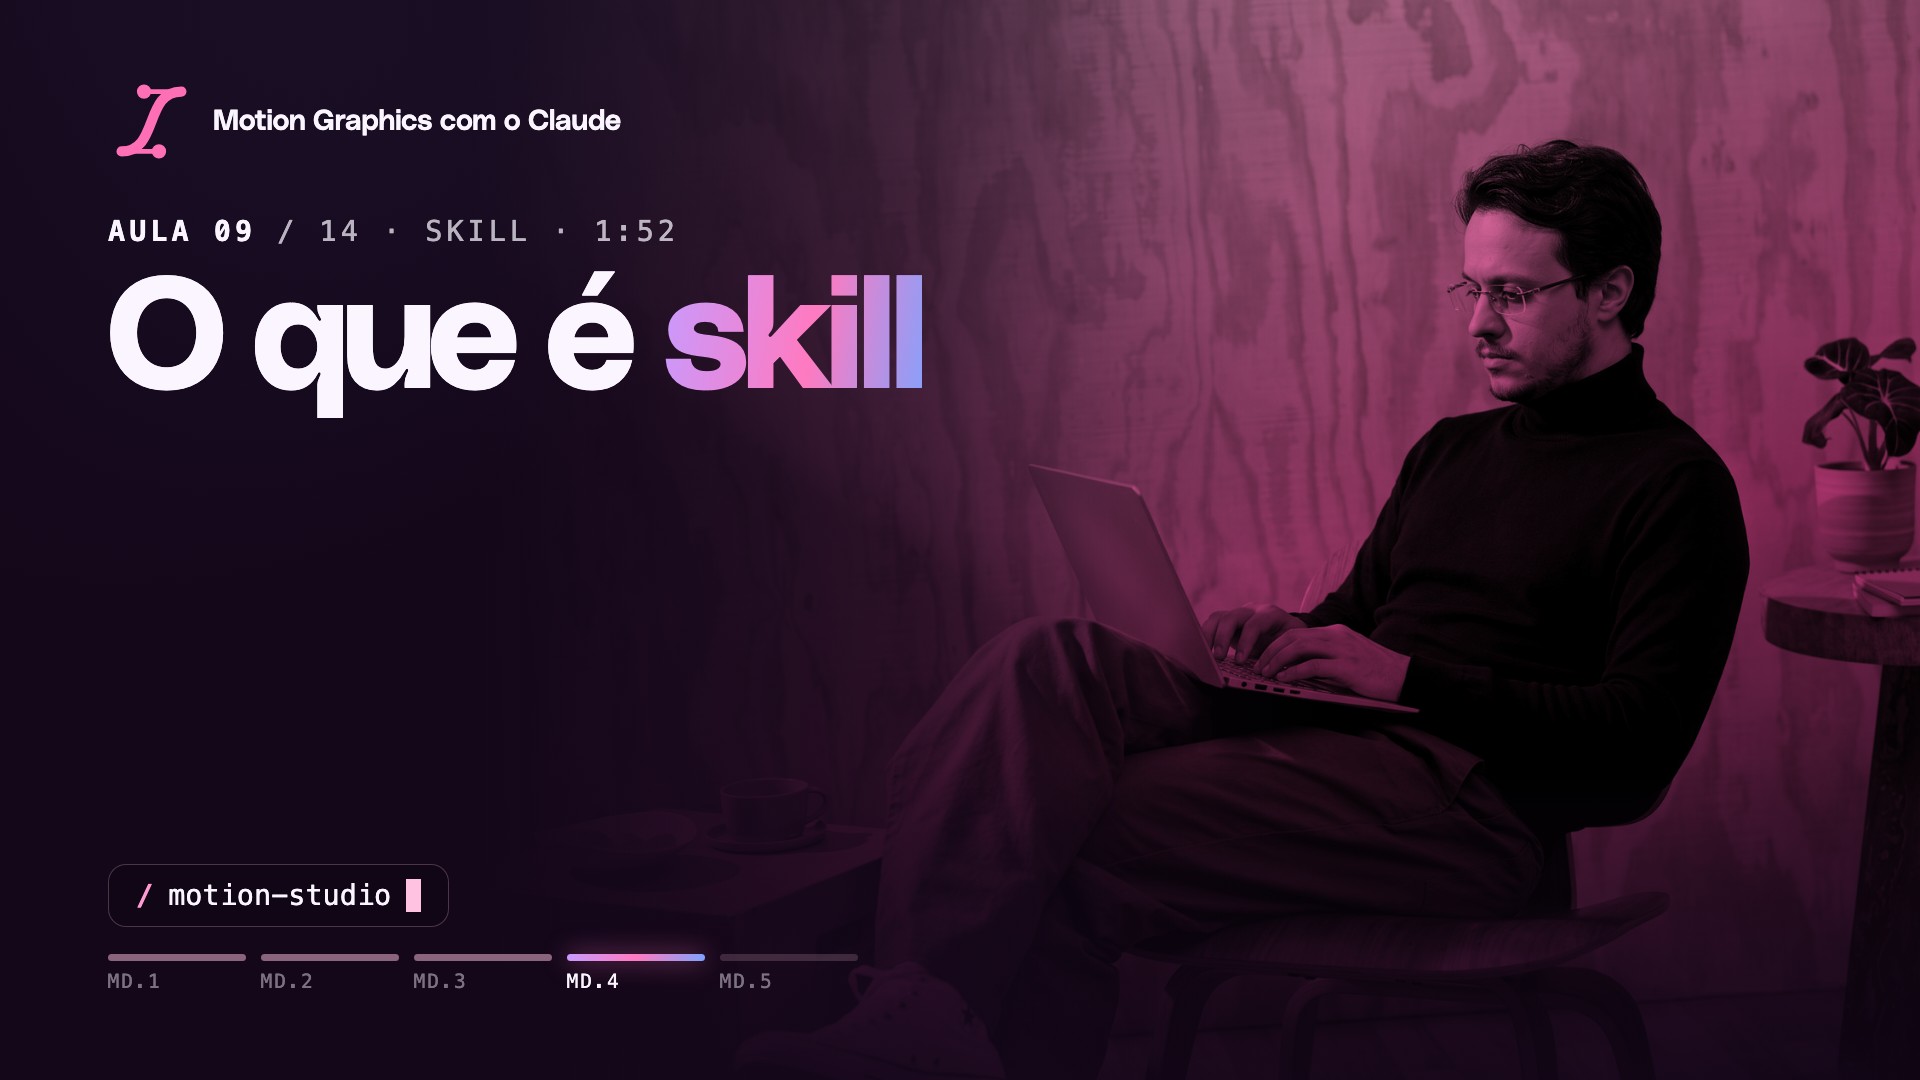 Motion Graphics com o Claude
AULA 09 / 14 · SKILL · 1:52
O que é skill
/ motion-studio
MD.1 MD.2 MD.3 MD.4 MD.5